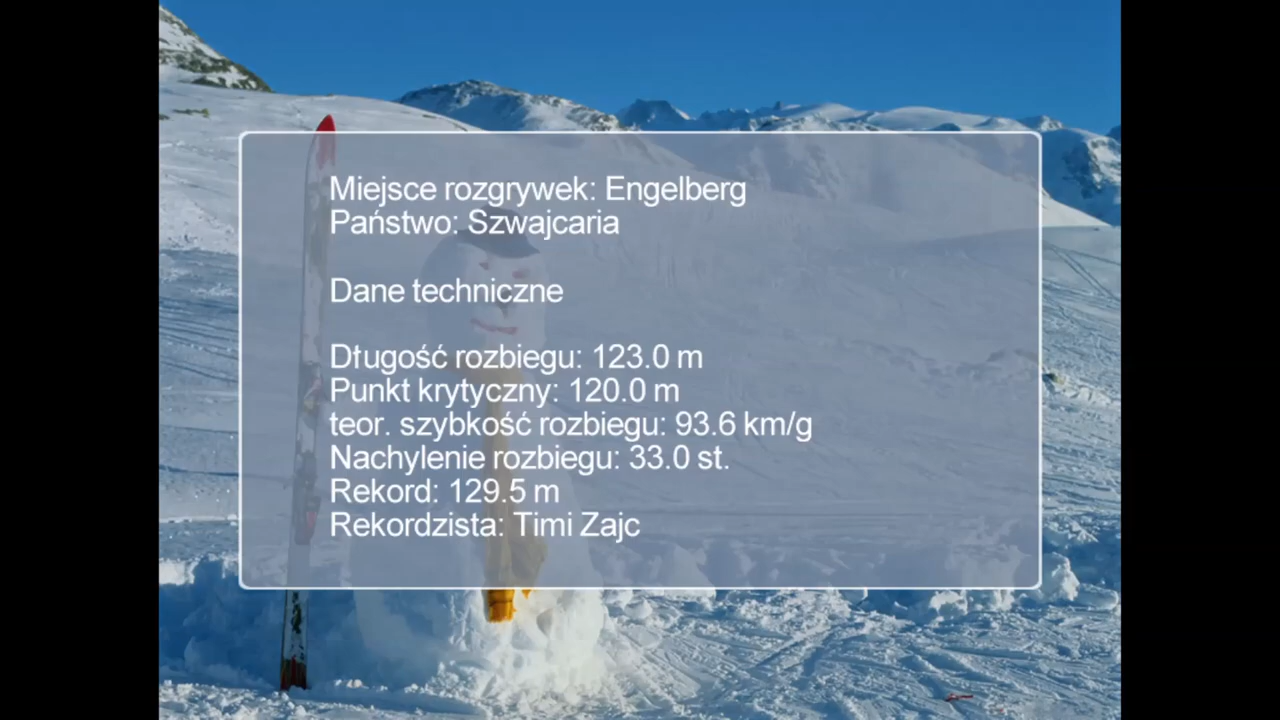 Miejsce rozgrywek: Engelberg
Państwo: Szwajcaria
Dane techniczne
Długość rozbiegu: 123.0 m
Punkt krytyczny: 120.0 m
teor. szybkość rozbiegu: 93.6 km/g
Nachylenie rozbiegu: 33.0 st.
Rekord: 129.5 m
Rekordzista: Timi Zajc